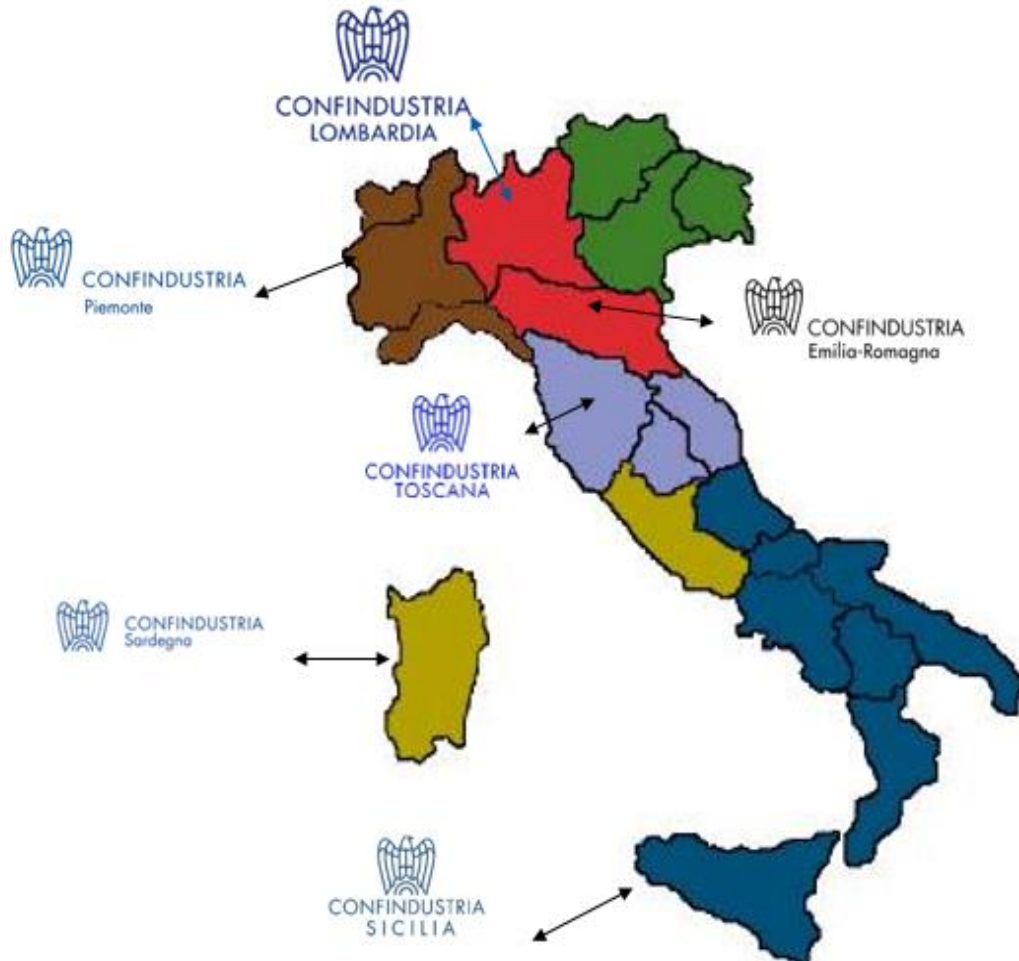 CONFINDUSTRIA
LOMBARDIA
CONFINDUSTRIA
Piemonte
CONFINDUSTRIA
Emilia-Romagna
CONFINDUSTRIA
TOSCANA
CONFINDUSTRIA
Sardegna
CONFINDUSTRIA
SICILIA